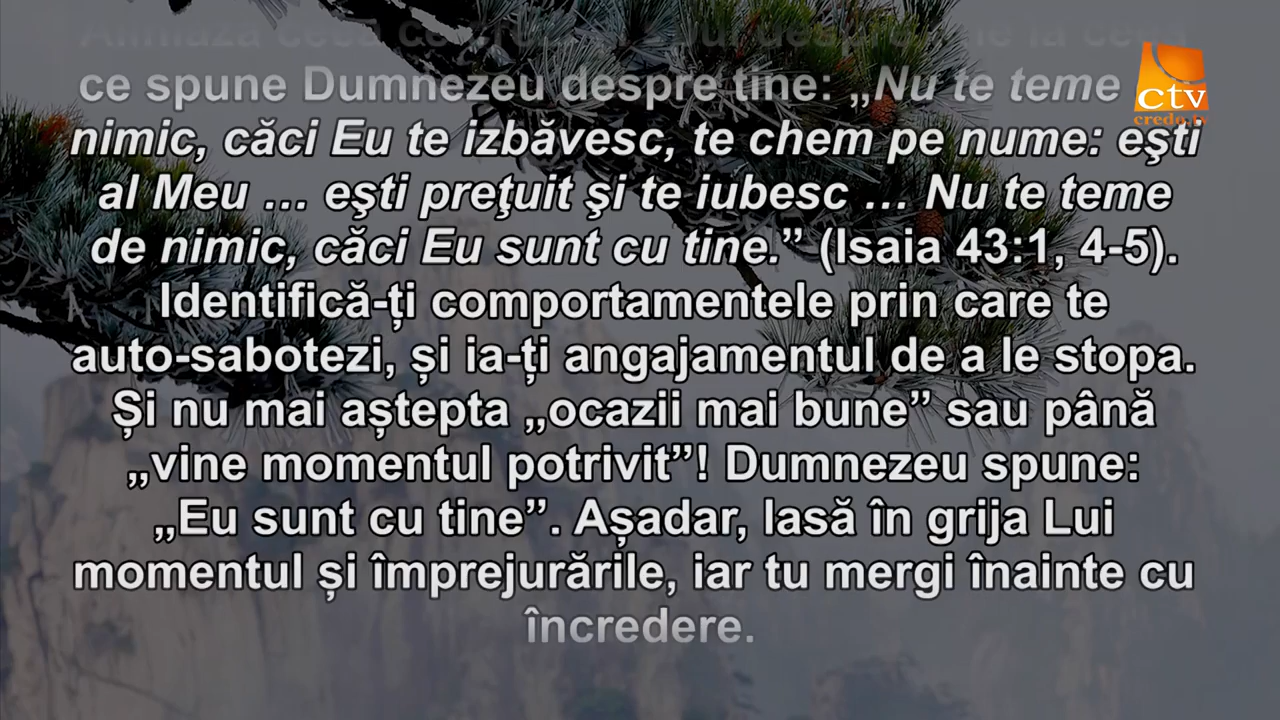 ce spune Dumnezeu despre tine: „Nu te teme
nimic, căci Eu te izbăvesc, te chem pe nume: eşti
al Meu … eşti preţuit şi te iubesc … Nu te teme
de nimic, căci Eu sunt cu tine.” (Isaia 43:1, 4-5).
Identifică-ți comportamentele prin care te
auto-sabotezi, și ia-ți angajamentul de a le stopa.
Și nu mai aștepta „ocazii mai bune” sau până
„vine momentul potrivit”! Dumnezeu spune:
„Eu sunt cu tine”. Așadar, lasă în grija Lui
momentul și împrejurările, iar tu mergi înainte cu
încredere.
ctv
credo.tv